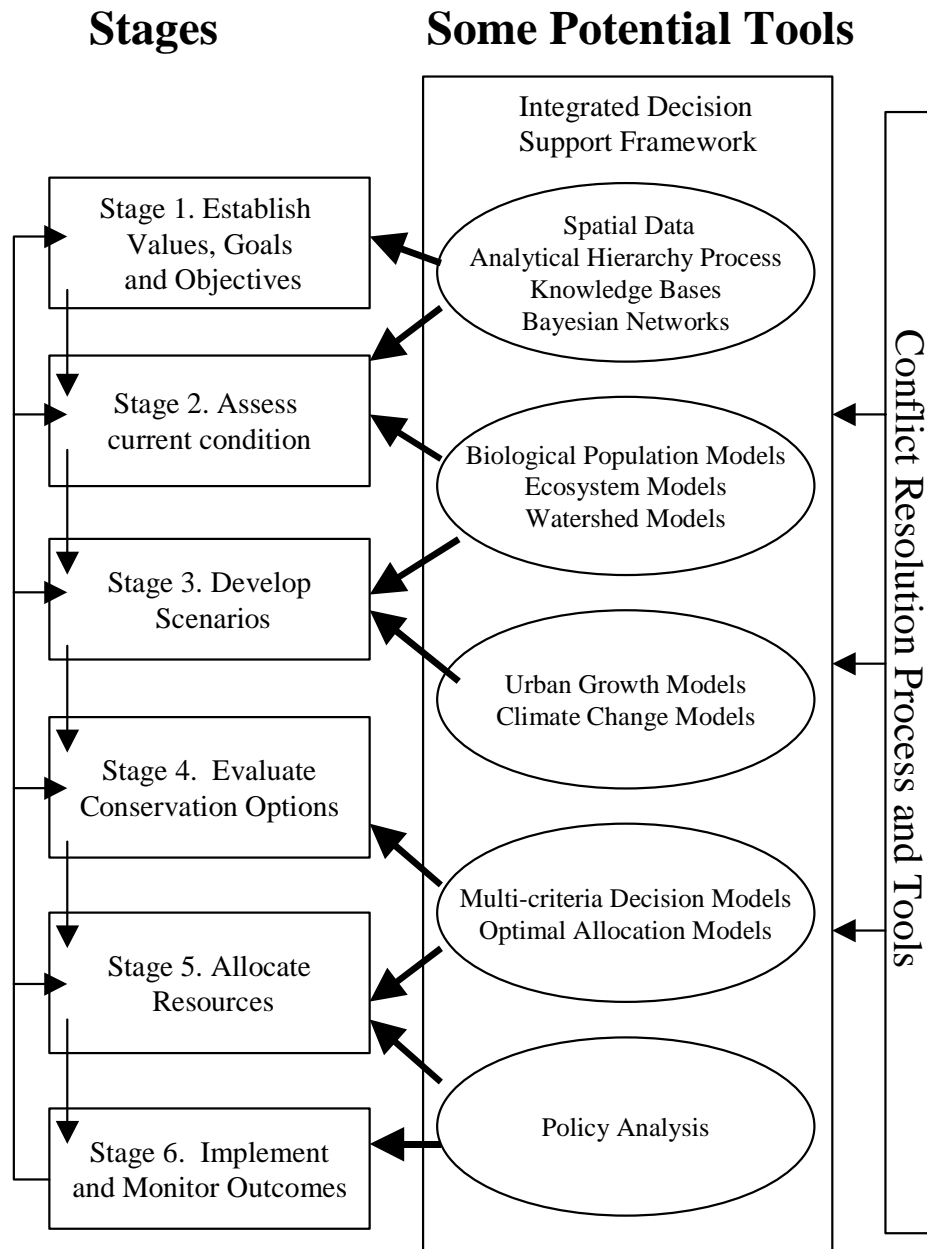 Stages
Some Potential Tools
Integrated Decision
Support Framework
Stage 1. Establish
Values, Goals
and Objectives
Spatial Data
Analytical Hierarchy Process
Knowledge Bases
Bayesian Networks
Stage 2. Assess
current condition
Biological Population Models
Ecosystem Models
Watershed Models
Stage 3. Develop
Scenarios
Urban Growth Models
Climate Change Models
Stage 4.  Evaluate
Conservation Options
Multi-criteria Decision Models
Optimal Allocation Models
Stage 5. Allocate
Resources
Policy Analysis
Stage 6.  Implement
and Monitor Outcomes
Conflict Resolution Process and Tools